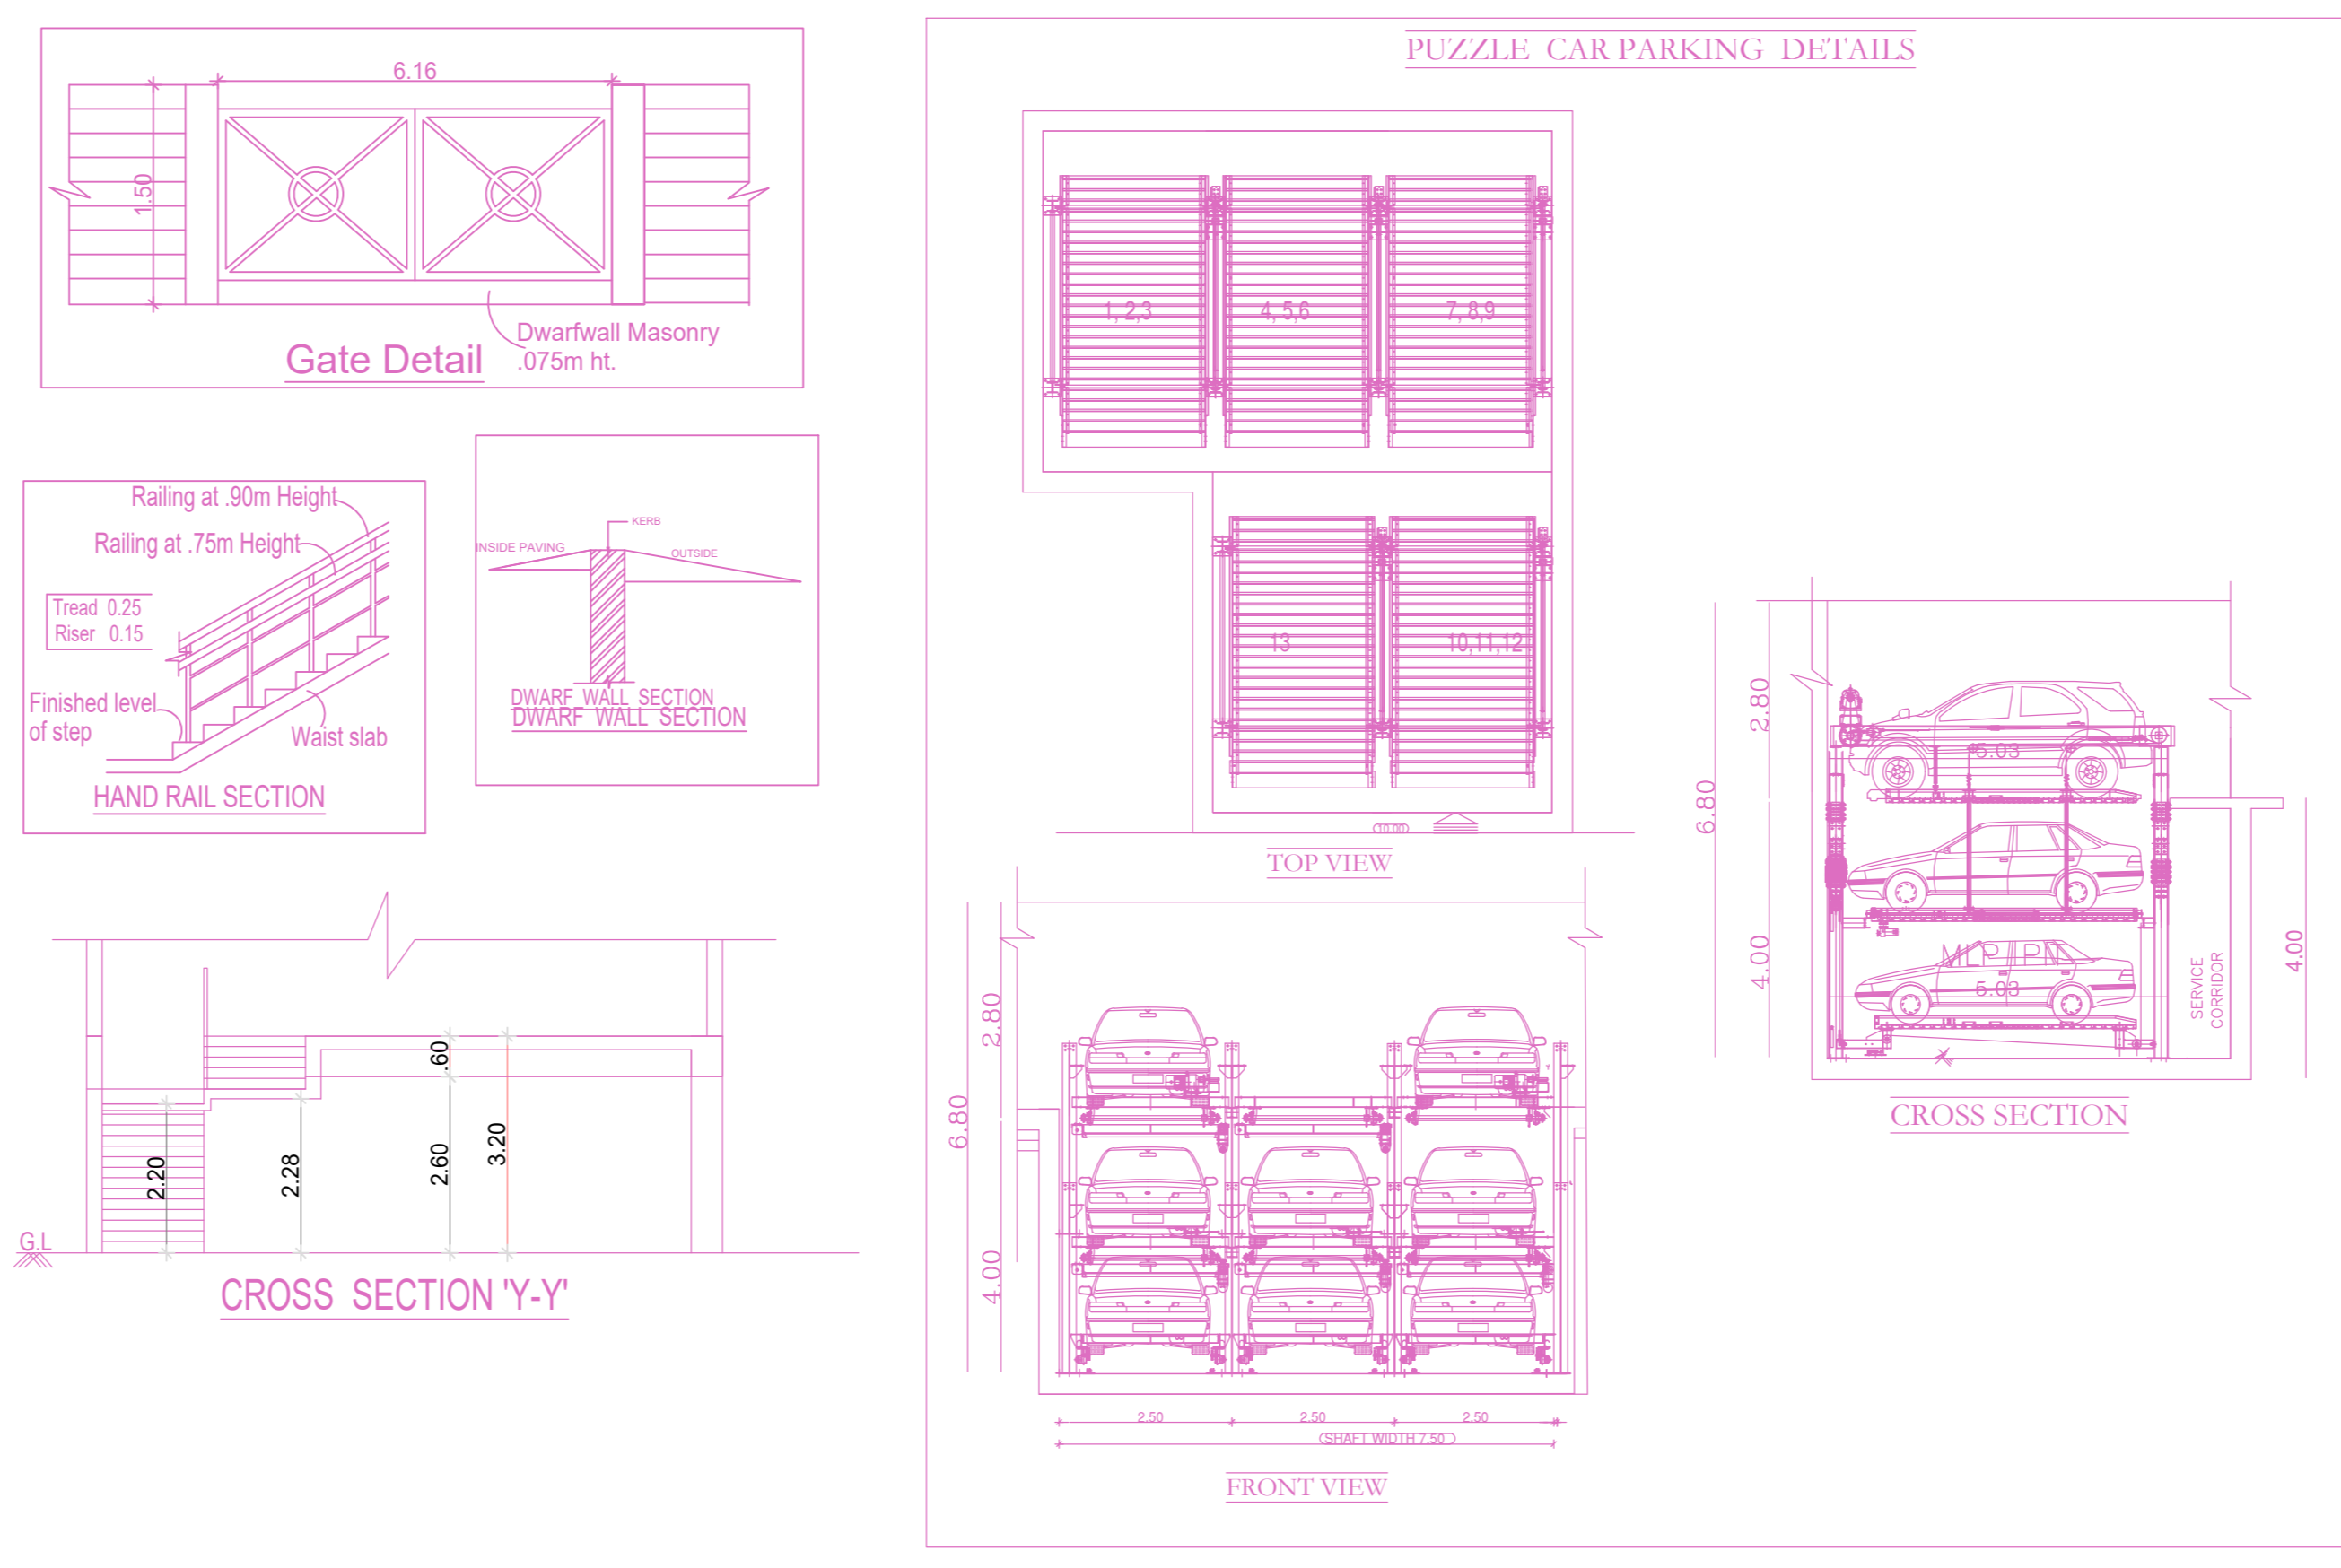 PUZZLE CAR PARKING DETAILS
6.16
1.50
Dwarfwall Masonry
.075m ht.
Gate Detail
Railing at .90m Height
Railing at .75m Height
Tread 0.25
Riser 0.15
Finished level
of step
Waist slab
HAND RAIL SECTION
KERB
INSIDE PAVING
OUTSIDE
DWARF WALL SECTION
DWARF WALL SECTION
1, 2,3
4, 5,6
7, 8,9
13
10,11,12
10.00
TOP VIEW
2.80
6.80
4.00
5.03
5.03
SERVICE
CORRIDOR
4.00
CROSS SECTION
.60
2.20
2.28
2.60
3.20
G.L
CROSS SECTION 'Y-Y'
2.80
6.80
4.00
2.50
2.50
2.50
SHAFT WIDTH 7.50
FRONT VIEW